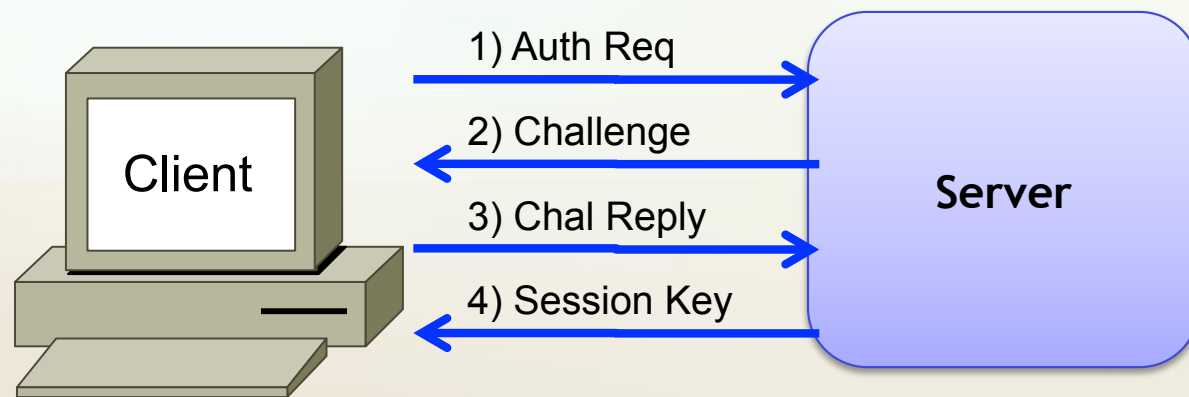 1) Auth Req
2) Challenge
Client
Server
3) Chal Reply
4) Session Key